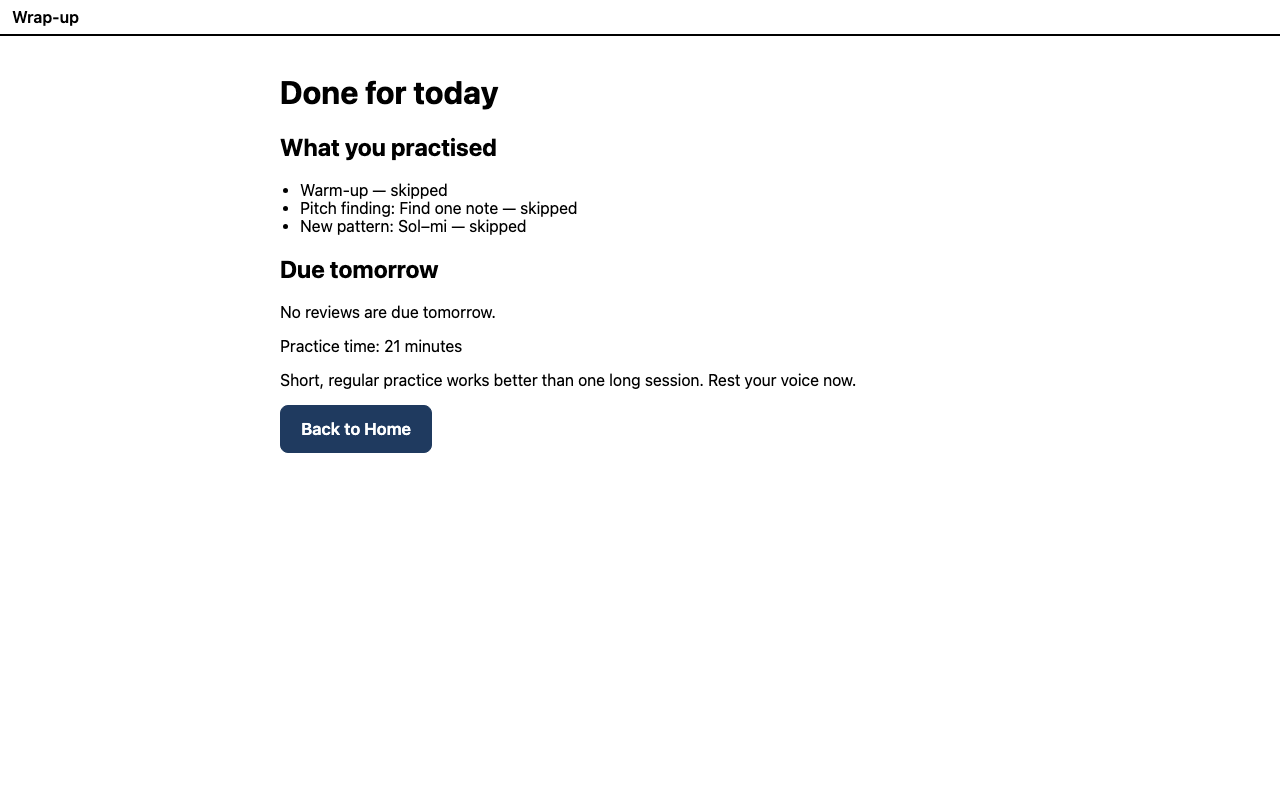 Wrap-up
Done for today
What you practised
• Warm-up — skipped
• Pitch finding: Find one note — skipped
• New pattern: Sol–mi — skipped
Due tomorrow
No reviews are due tomorrow.
Practice time: 21 minutes
Short, regular practice works better than one long session. Rest your voice now.
Back to Home